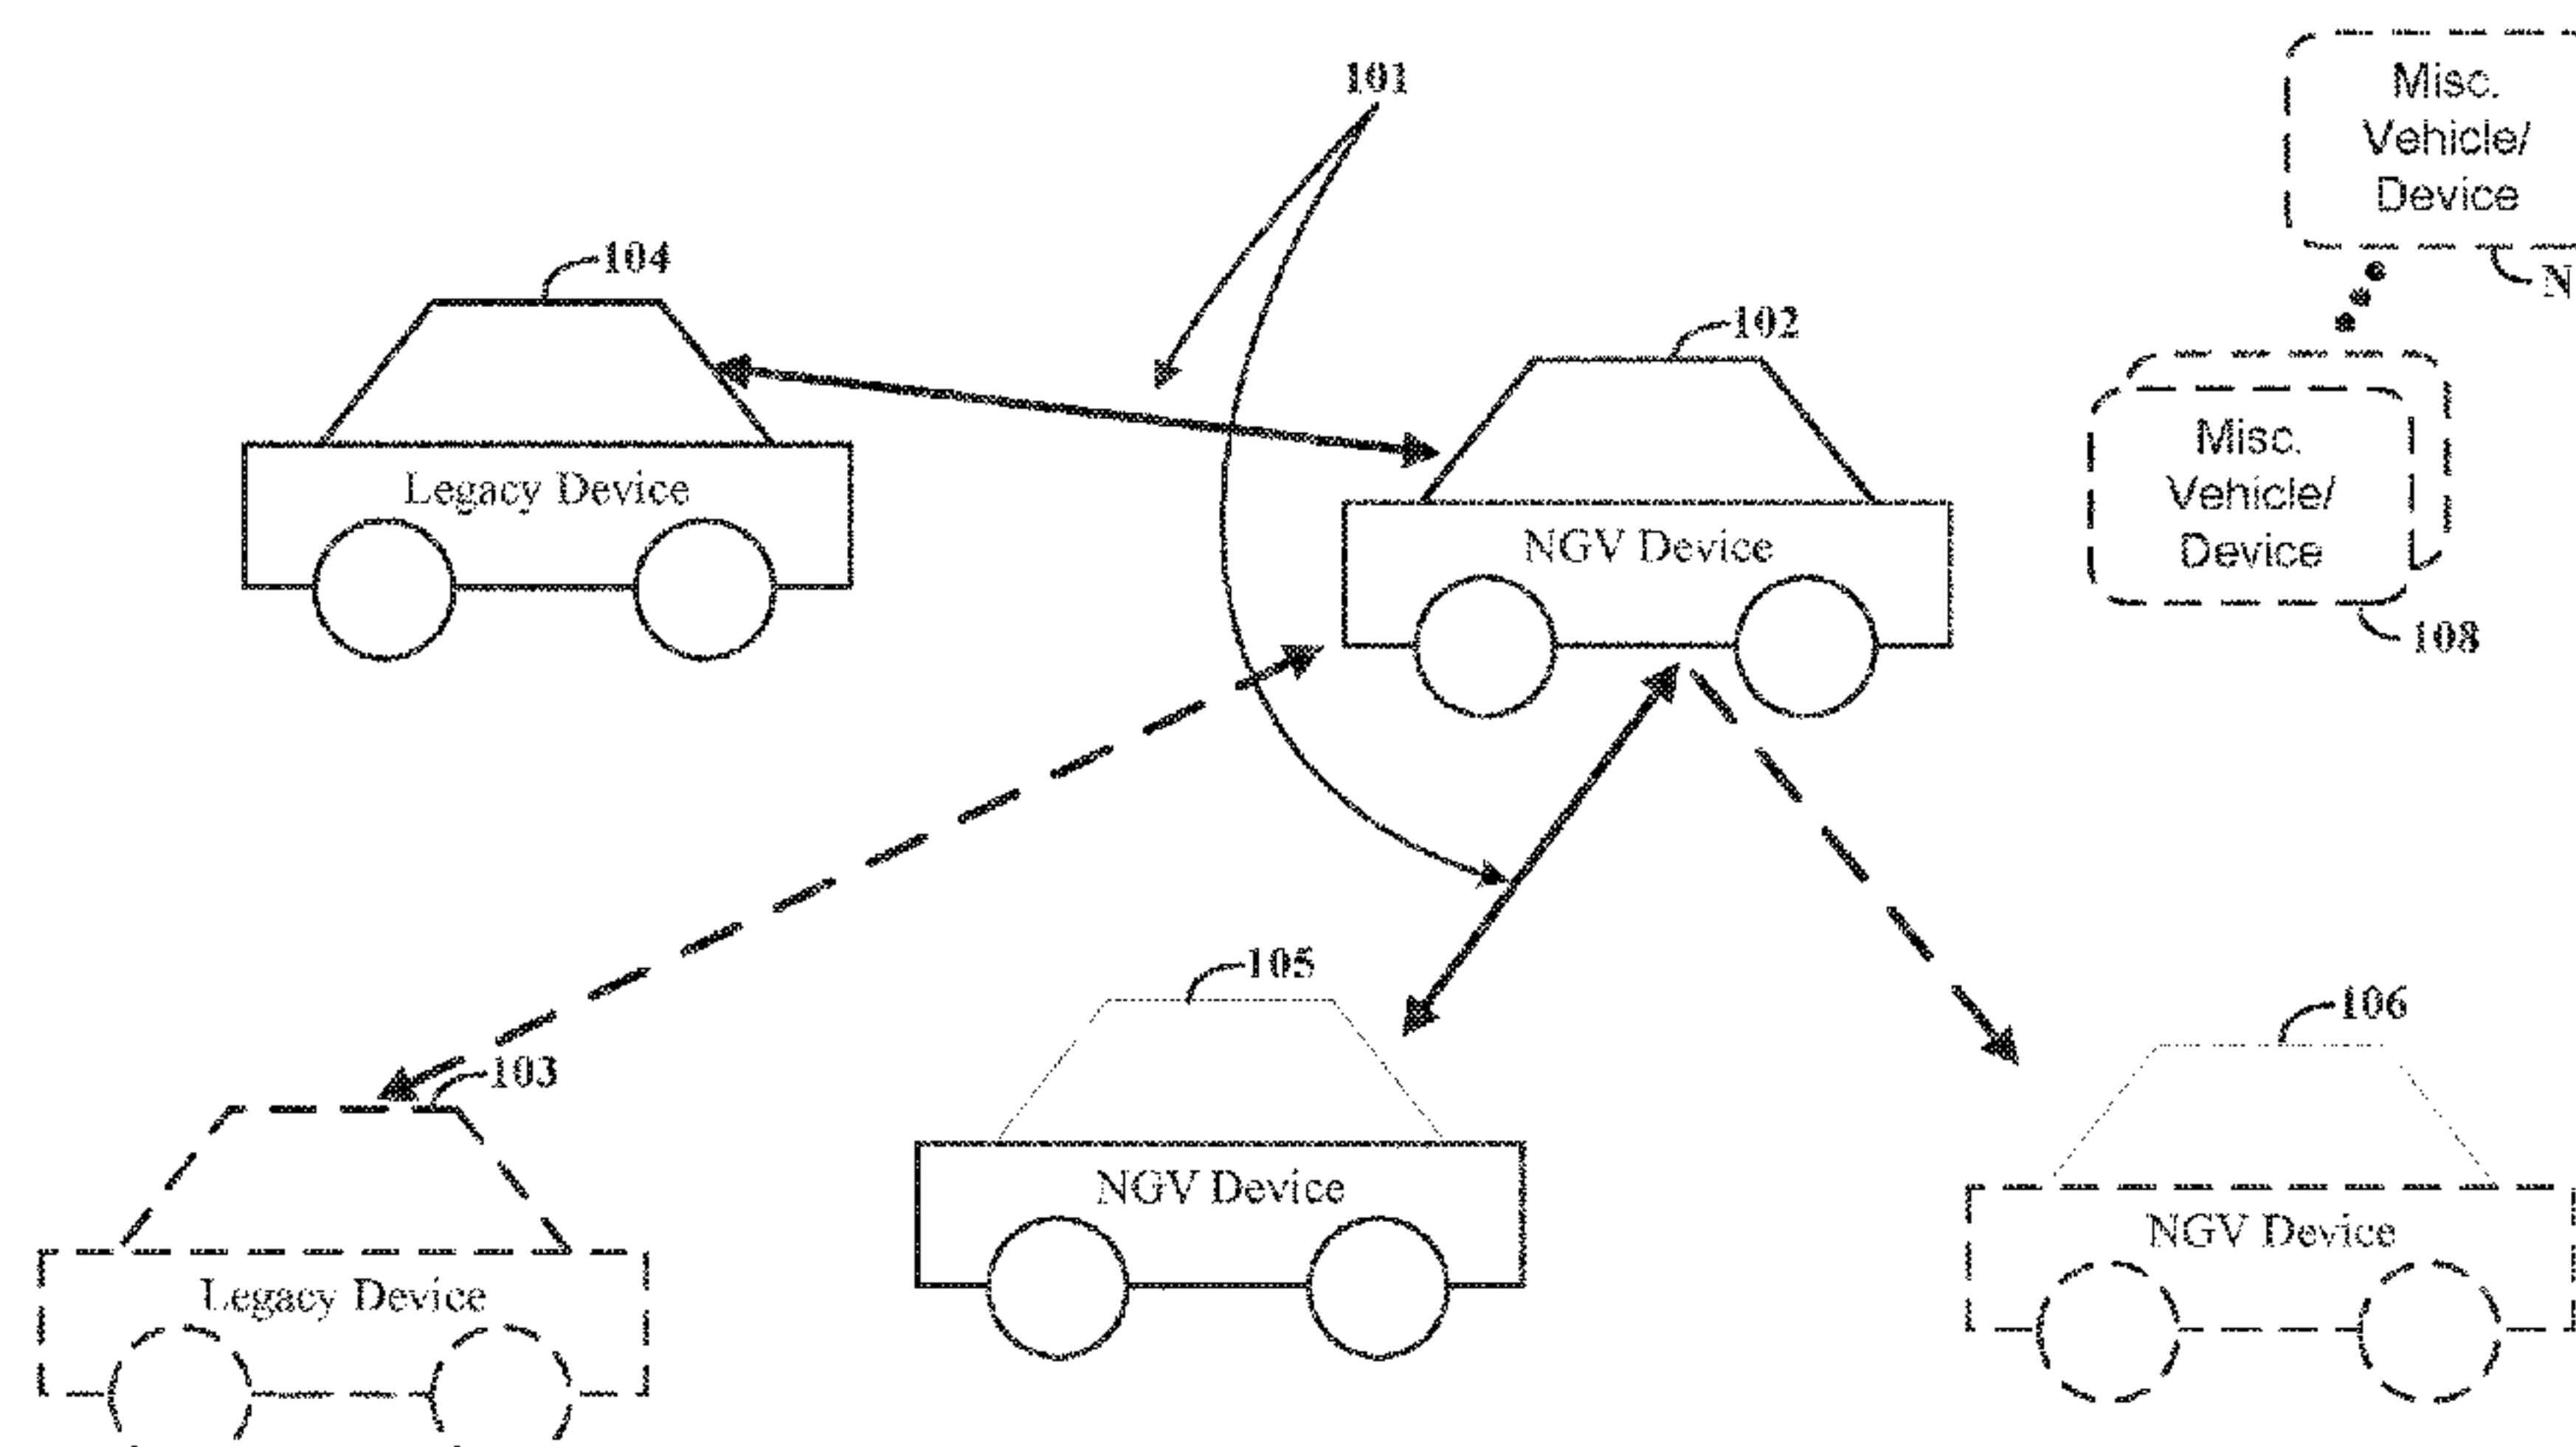 101
Misc.
Vehicle/
Device
N
104
102
Legacy Device
NGV Device
Misc.
Vehicle/
Device
108
105
106
103
NGV Device
NGV Device
Legacy Device